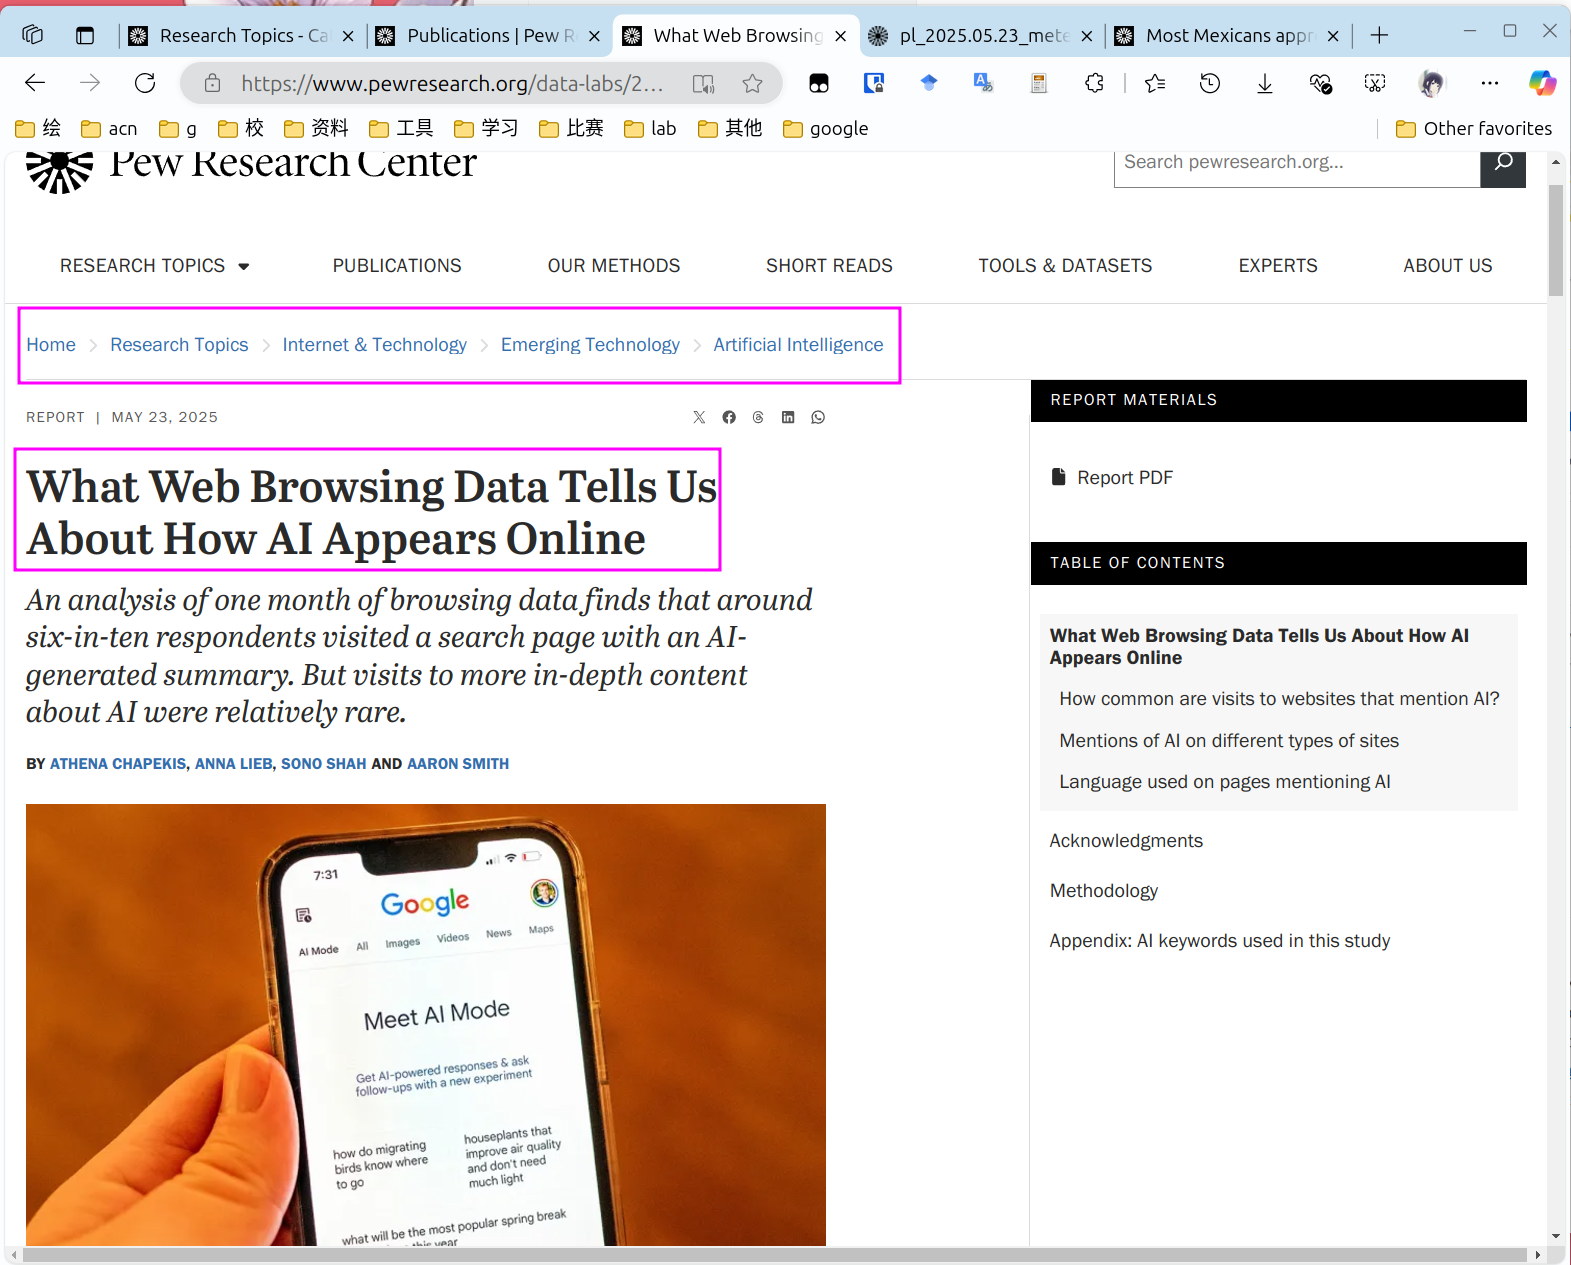 Research Topics - Ca
Publications | Pew R
What Web Browsing
pl_2025.05.23_mete
Most Mexicans appr
https://www.pewresearch.org/data-labs/2...
绘
acn
g
校
资料
工具
学习
比赛
lab
其他
google
Other favorites
Pew Research Center
Search pewresearch.org...
RESEARCH TOPICS
PUBLICATIONS
OUR METHODS
SHORT READS
TOOLS & DATASETS
EXPERTS
ABOUT US
Home
Research Topics
Internet & Technology
Emerging Technology
Artificial Intelligence
REPORT | MAY 23, 2025
What Web Browsing Data Tells Us
About How AI Appears Online
An analysis of one month of browsing data finds that around
six-in-ten respondents visited a search page with an AI-
generated summary. But visits to more in-depth content
about AI were relatively rare.
BY ATHENA CHAPEKIS, ANNA LIEB, SONO SHAH AND AARON SMITH
7:31
Google
AI Mode
All
Images
Videos
News
Maps
Meet AI Mode
Get AI-powered responses & ask
follow-ups with a new experiment
how do migrating
birds know where
to go
houseplants that
improve air quality
and don't need
much light
what will be the most popular spring break
this year
REPORT MATERIALS
Report PDF
TABLE OF CONTENTS
What Web Browsing Data Tells Us About How AI
Appears Online
How common are visits to websites that mention AI?
Mentions of AI on different types of sites
Language used on pages mentioning AI
Acknowledgments
Methodology
Appendix: AI keywords used in this study